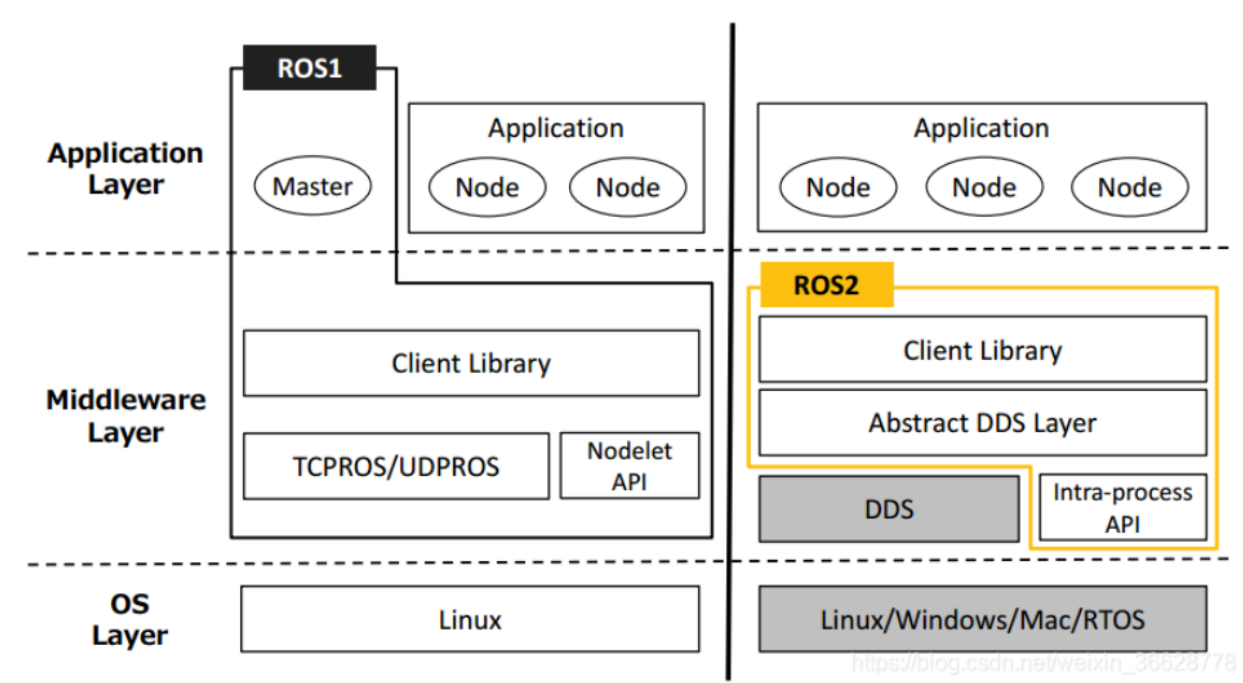 ROS1
Application
Layer
Master
Application
Node
Node
Application
Node
Node
Node
Middleware
Layer
Client Library
TCPROS/UDPROS
Nodelet
API
ROS2
Client Library
Abstract DDS Layer
DDS
Intra-process
API
OS
Layer
Linux
Linux/Windows/Mac/RTOS
https://blog.csdn.net/weixin_36628778